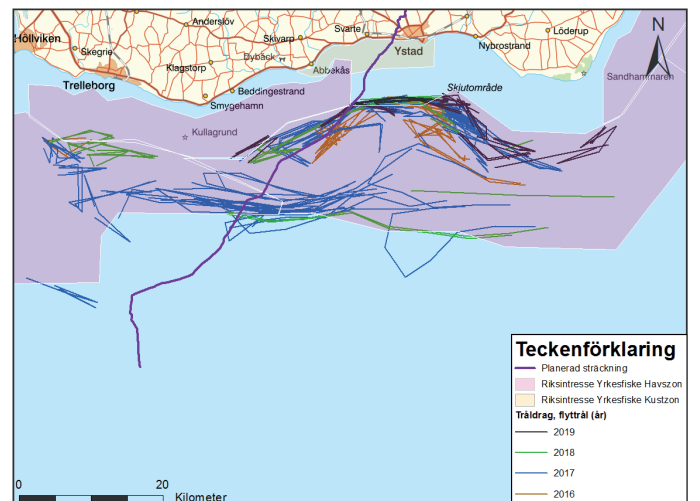 Anderslöv
Löderup
N
Svarte
Höllviken
Skivarp
Ystad
Nybrostrand
Skegrie
Dybäck
Klagstorp
Abbekås
Sandhammaren
Trelleborg
Beddingestrand
Skjutområde
Smygehamn
Kullagrund
Teckenförklaring
Planerad sträckning
Riksintresse Yrkesfiske Havszon
Riksintresse Yrkesfiske Kustzon
Tråldrag, flyttrål (år)
2019
2018
2017
2016
0 20
Kilometer